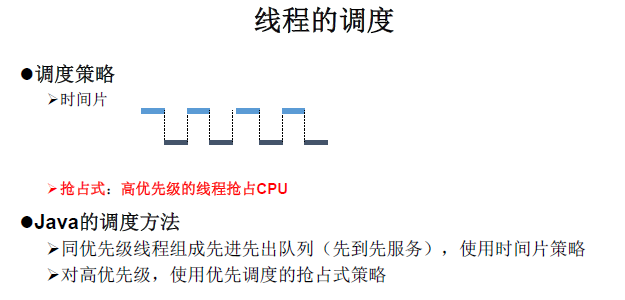 线程的调度
●调度策略
➢时间片
➢抢占式：高优先级的线程抢占CPU
●Java的调度方法
➢同优先级线程组成先进先出队列（先到先服务），使用时间片策略
➢对高优先级，使用优先调度的抢占式策略